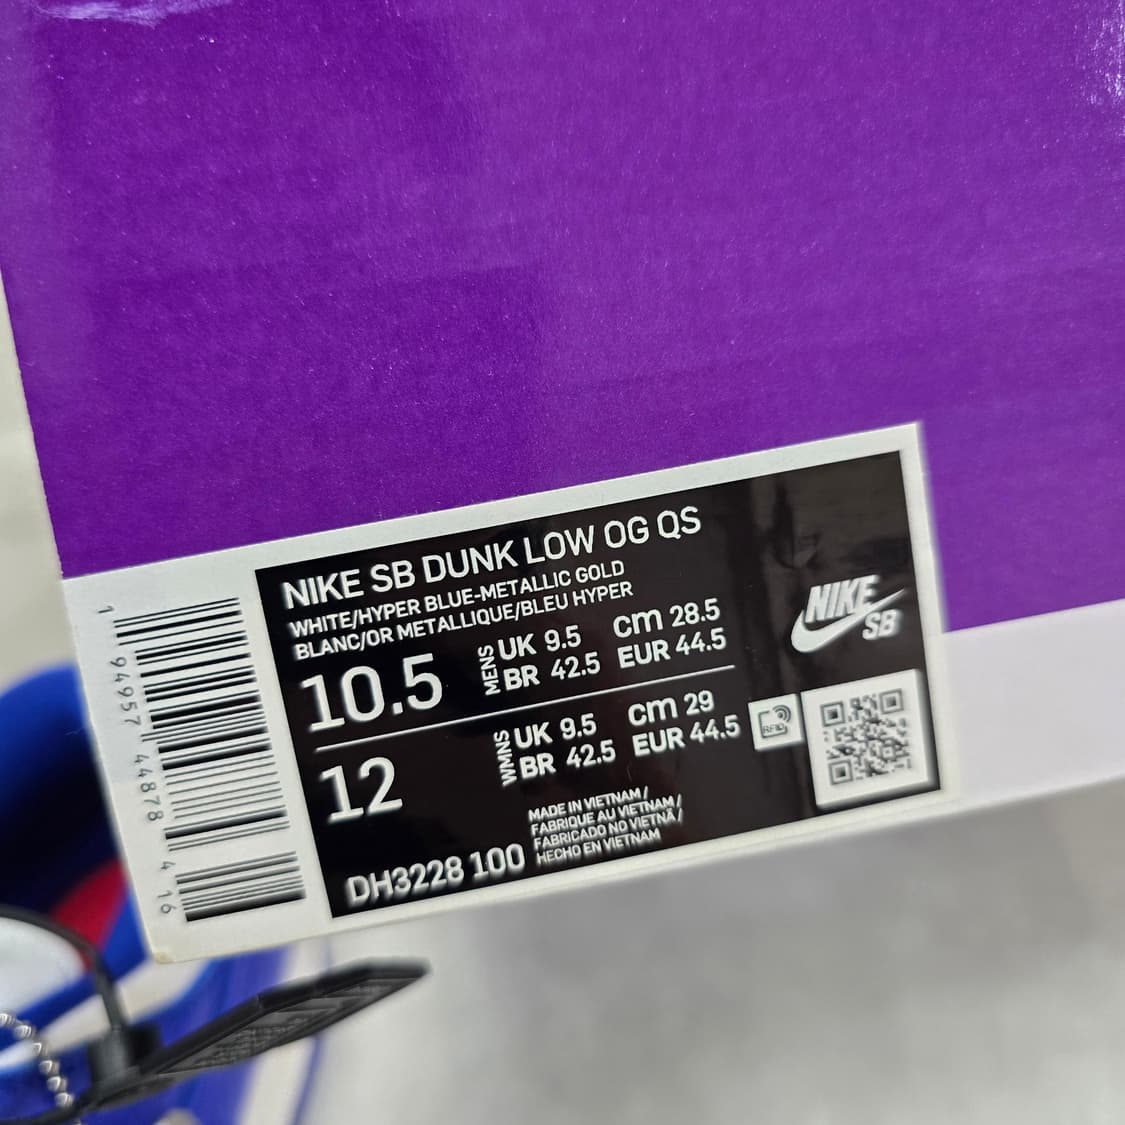 NIKE SB DUNK LOW OG QS
WHITE/HYPER BLUE-METALLIC GOLD
BLANC/OR METALLIQUE/BLEU HYPER
10.5
MENS
UK 9.5 cm 28.5
BR 42.5 EUR 44.5
12
WMNS
UK 9.5 cm 29
BR 42.5 EUR 44.5
RFID
NIKE
SB
MADE IN VIETNAM /
FABRIQUE AU VIETNAM /
FABRICADO NO VIETNÃ /
HECHO EN VIETNAM
DH3228 100
1 94957 44878 4 16